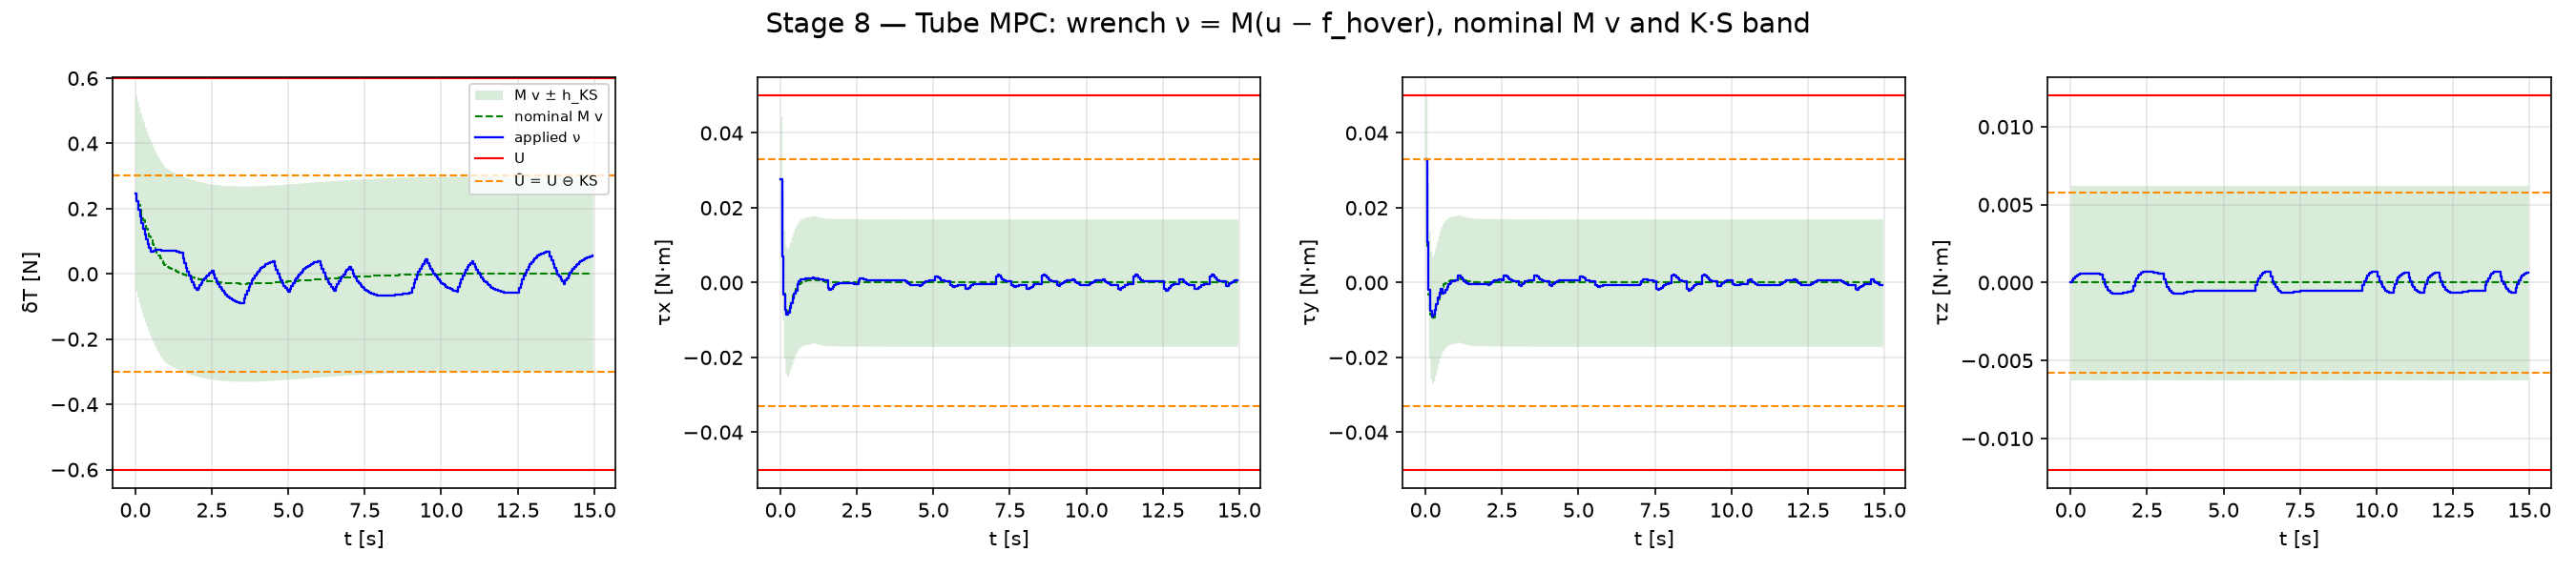 Stage 8 — Tube MPC: wrench ν = M(u − f_hover), nominal M v and K·S band
δT [N]
0.6
0.4
0.2
0.0
−0.2
−0.4
−0.6
M v ± h_KS
nominal M v
applied ν
U
Ū = U ⊖ KS
0.0 2.5 5.0 7.5 10.0 12.5 15.0
t [s]
τx [N·m]
0.04
0.02
0.00
−0.02
−0.04
0.0 2.5 5.0 7.5 10.0 12.5 15.0
t [s]
τy [N·m]
0.04
0.02
0.00
−0.02
−0.04
0.0 2.5 5.0 7.5 10.0 12.5 15.0
t [s]
τz [N·m]
0.010
0.005
0.000
−0.005
−0.010
0.0 2.5 5.0 7.5 10.0 12.5 15.0
t [s]